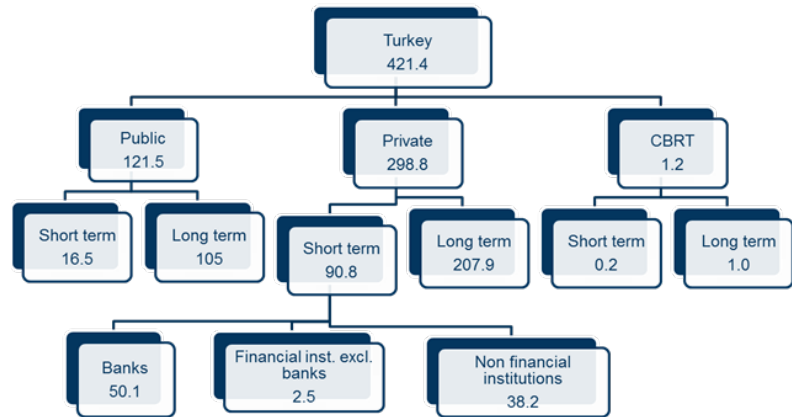 Turkey
421.4
Public
121.5
Private
298.8
CBRT
1.2
Short term
16.5
Long term
105
Short term
90.8
Long term
207.9
Short term
0.2
Long term
1.0
Banks
50.1
Financial inst. excl.
banks
2.5
Non financial
institutions
38.2